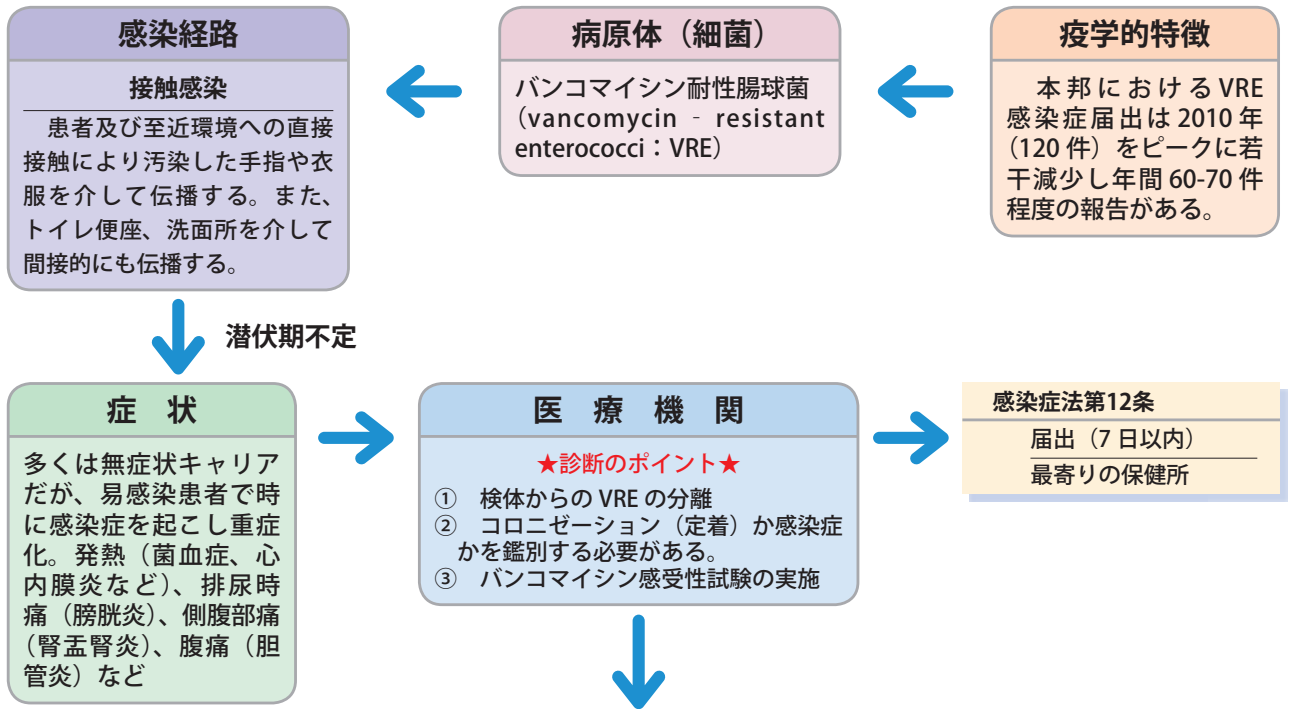 感染経路
接触感染
患者及び至近環境への直接
接触により汚染した手指や衣
服を介して伝播する。また、
トイレ便座、洗面所を介して
間接的にも伝播する。
病原体（細菌）
バンコマイシン耐性腸球菌
（vancomycin‐resistant
enterococci：VRE）
疫学的特徴
本邦におけるVRE
感染症届出は2010年
（120件）をピークに若
干減少し年間60-70件
程度の報告がある。
潜伏期不定
症　状
多くは無症状キャリア
だが、易感染患者で時
に感染症を起こし重症
化。発熱（菌血症、心
内膜炎など）、排尿時
痛（膀胱炎）、側腹部痛
（腎盂腎炎）、腹痛（胆
管炎）など
医　療　機　関
★診断のポイント★
①　検体からのVREの分離
②　コロニゼーション（定着）か感染症
かを鑑別する必要がある。
③　バンコマイシン感受性試験の実施
感染症法第12条
届出（7日以内）
最寄りの保健所